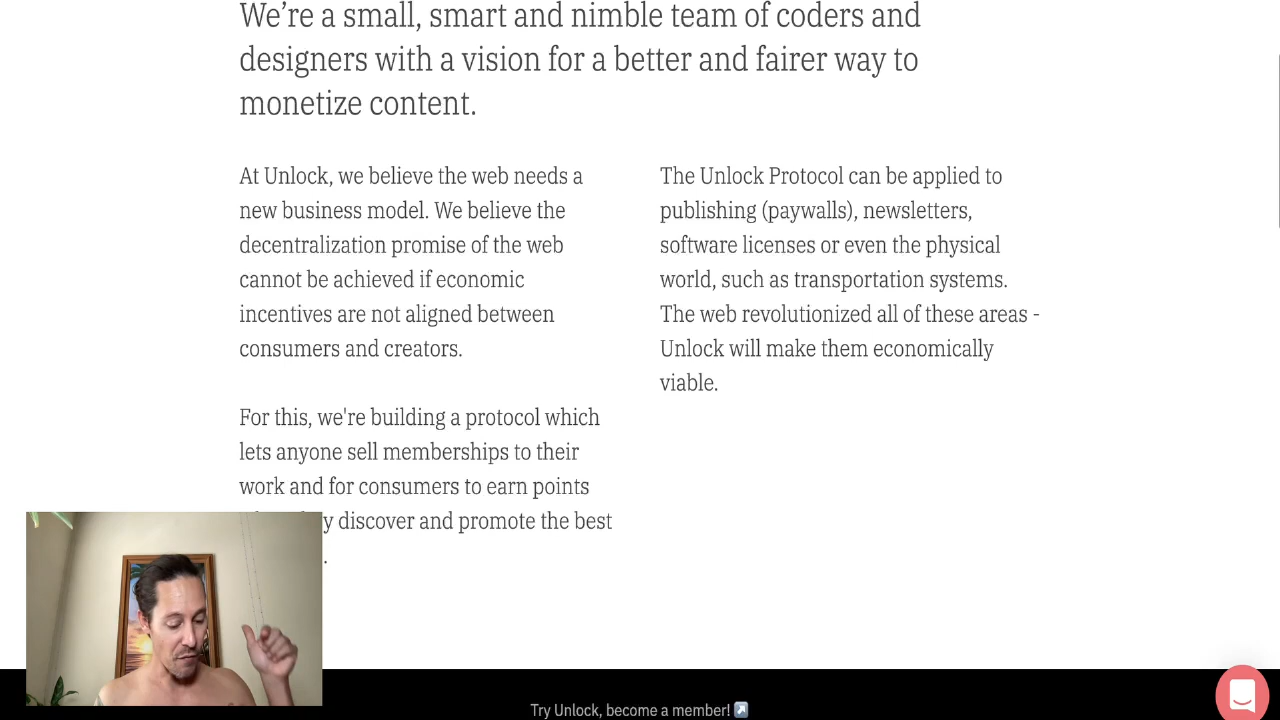 We’re a small, smart and nimble team of coders and
designers with a vision for a better and fairer way to
monetize content.
At Unlock, we believe the web needs a
new business model. We believe the
decentralization promise of the web
cannot be achieved if economic
incentives are not aligned between
consumers and creators.
For this, we're building a protocol which
lets anyone sell memberships to their
work and for consumers to earn points
discover and promote the best
The Unlock Protocol can be applied to
publishing (paywalls), newsletters,
software licenses or even the physical
world, such as transportation systems.
The web revolutionized all of these areas -
Unlock will make them economically
viable.
Try Unlock, become a member!